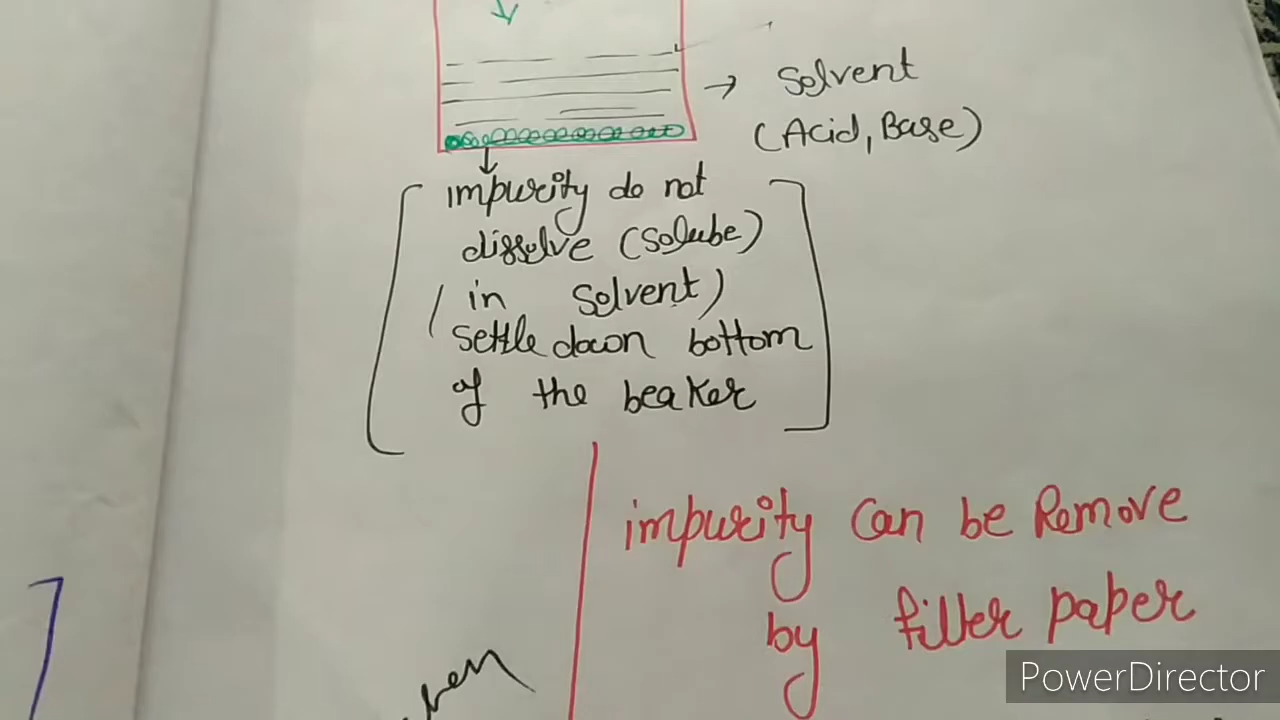 → Solvent
(Acid, Base)
impurity do not
dissolve (Solube)
in Solvent)
settle down bottom
of the beaker
impurity can be Remove
by filter paper
PowerDirector